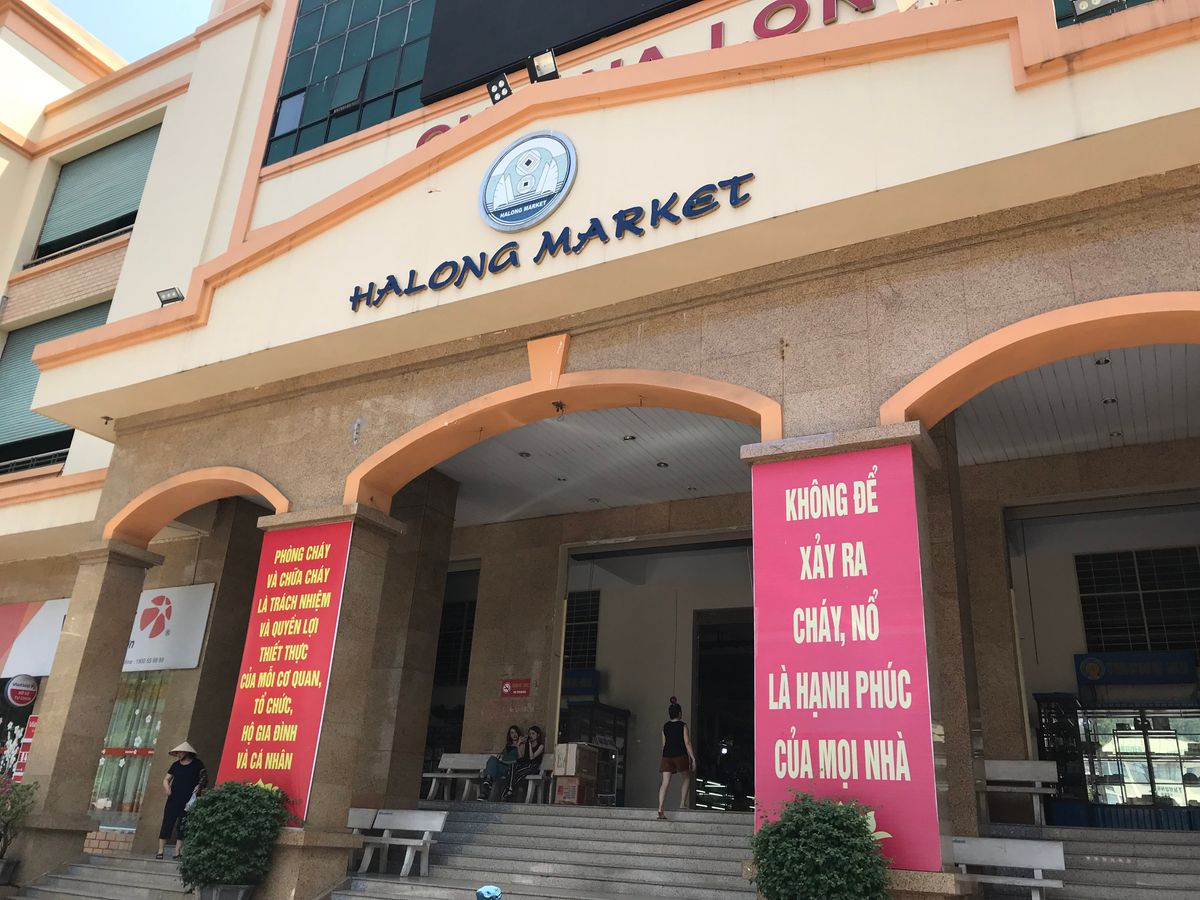 HA LON
HALONG MARKET
HALONG MARKET
PHÒNG CHÁY
VÀ CHỮA CHÁY
LÀ TRÁCH NHIỆM
VÀ QUYỀN LỢI
THIẾT THỰC
CỦA MỖI CƠ QUAN,
TỔ CHỨC,
HỘ GIA ĐÌNH
VÀ CÁ NHÂN
KHÔNG ĐỂ
XẢY RA
CHÁY, NỔ
LÀ HẠNH PHÚC
CỦA MỌI NHÀ